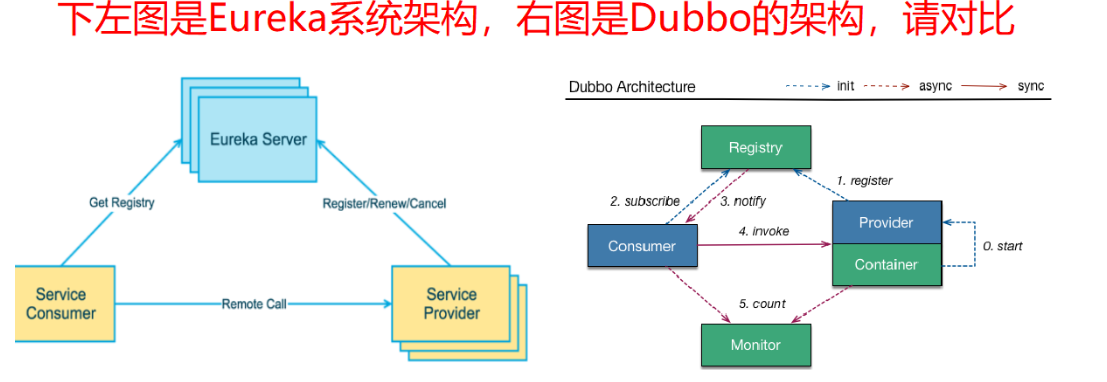 下左图是Eureka系统架构，右图是Dubbo的架构，请对比
Eureka Server
Get Registry
Register/Renew/Cancel
Service
Consumer
Remote Call
Service
Provider
Dubbo Architecture
init
async
sync
Registry
1. register
2. subscribe
3. notify
Provider
4. invoke
Consumer
0. start
Container
5. count
Monitor